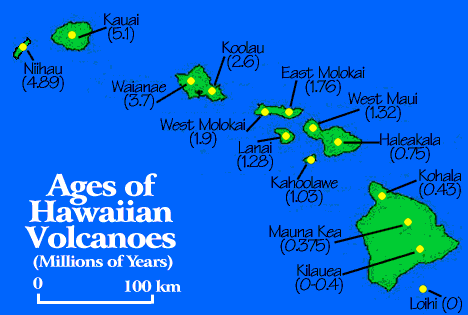 Kauai
(5.1)
Niihau
(4.89)
Koolau
(2.6)
Waianae
(3.7)
East Molokai
(1.76)
West Molokai
(1.9)
West Maui
(1.32)
Lanai
(1.28)
Haleakala
(0.75)
Kahoolawe
(1.03)
Kohala
(0.43)
Mauna Kea
(0.375)
Kilauea
(0-0.4)
Loihi (0)
Ages of
Hawaiian
Volcanoes
(Millions of Years)
0 100 km